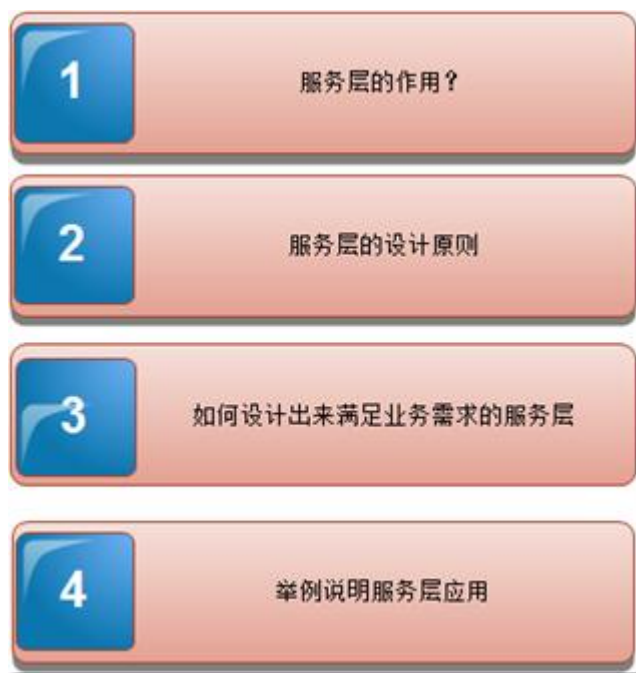 1
服务层的作用?
2
服务层的设计原则
3
如何设计出来满足业务需求的服务层
4
举例说明服务层应用